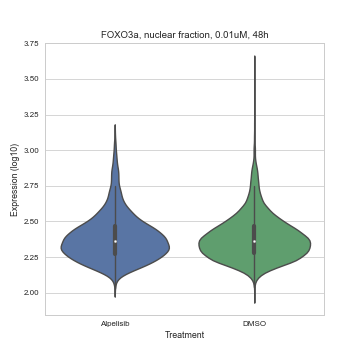 FOXO3a, nuclear fraction, 0.01uM, 48h
3.75
3.50
3.25
3.00
2.75
2.50
2.25
2.00
Expression (log10)
Alpelisib
DMSO
Treatment